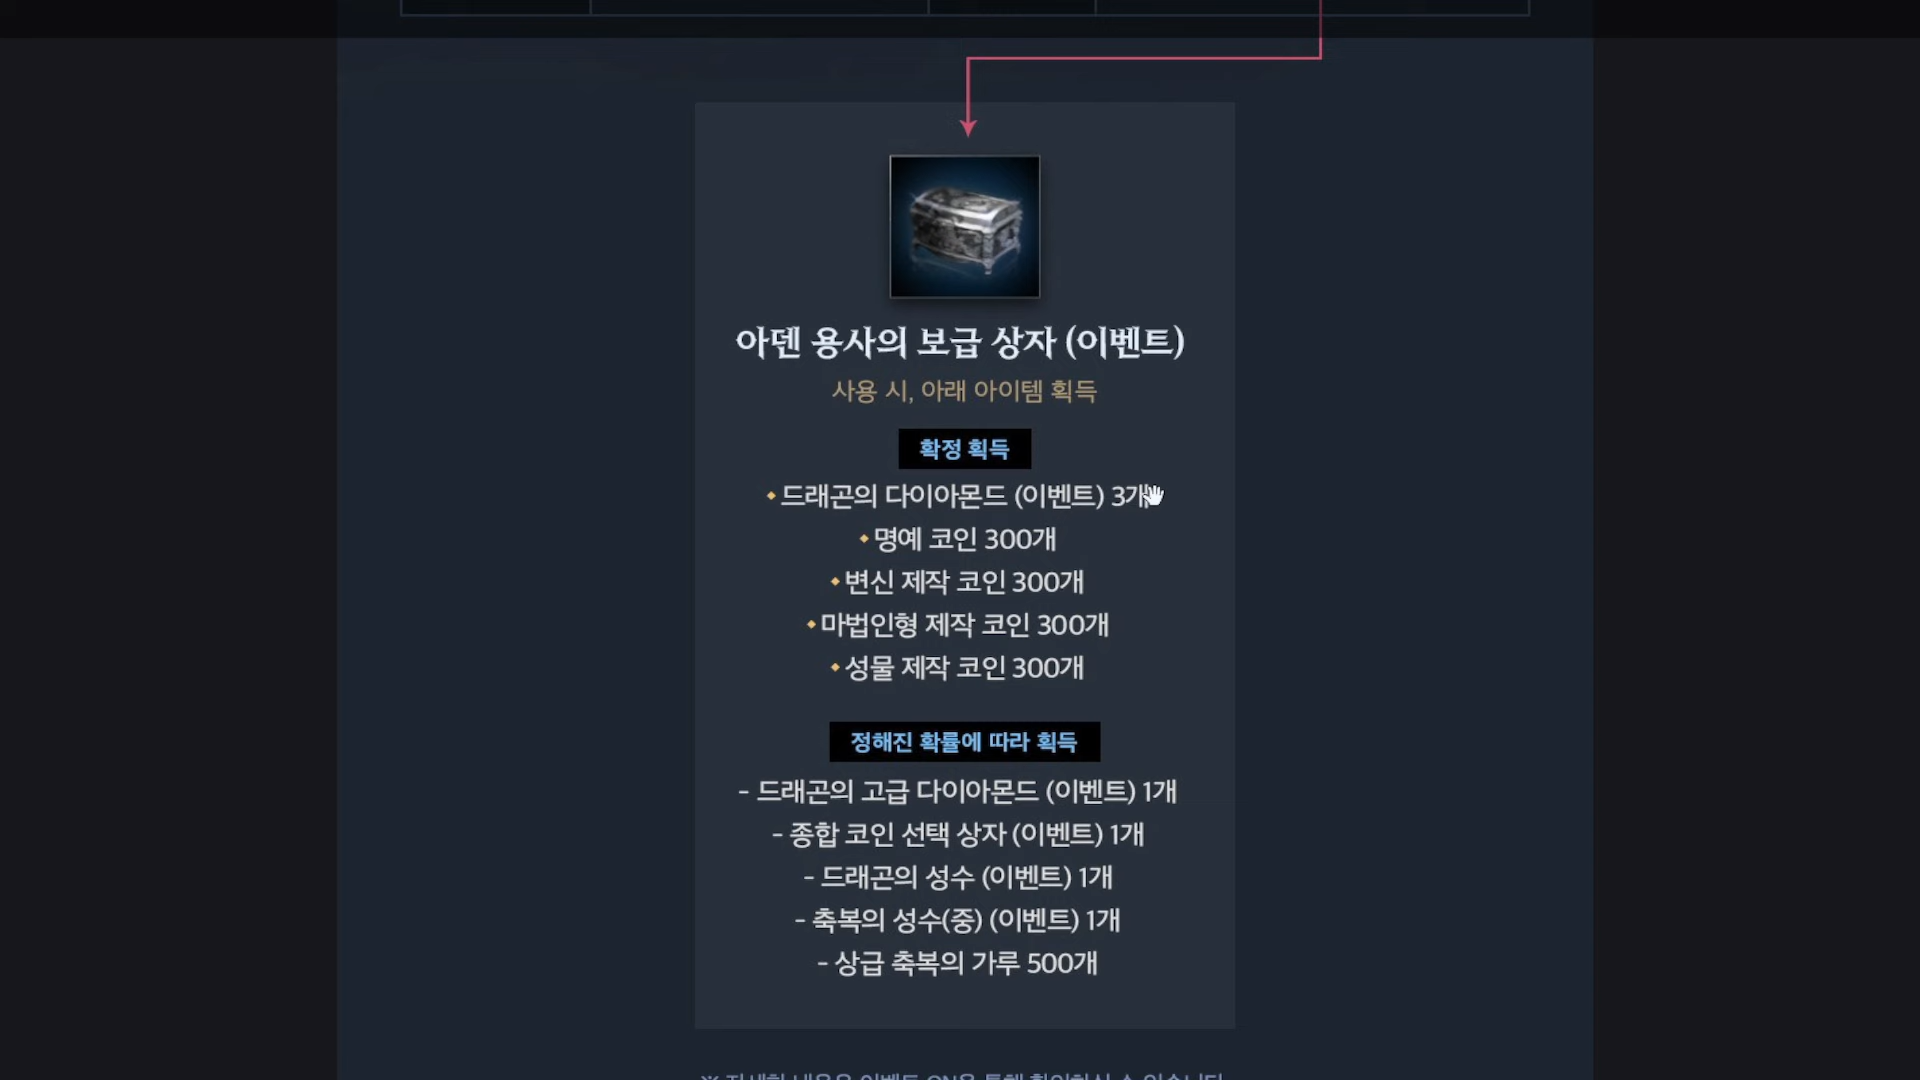 아덴 용사의 보급 상자 (이벤트)
사용 시, 아래 아이템 획득
확정 획득
◆ 드래곤의 다이아몬드 (이벤트) 3개
◆ 명예 코인 300개
◆ 변신 제작 코인 300개
◆ 마법인형 제작 코인 300개
◆ 성물 제작 코인 300개
정해진 확률에 따라 획득
- 드래곤의 고급 다이아몬드 (이벤트) 1개
- 종합 코인 선택 상자 (이벤트) 1개
- 드래곤의 성수 (이벤트) 1개
- 축복의 성수(중) (이벤트) 1개
- 상급 축복의 가루 500개